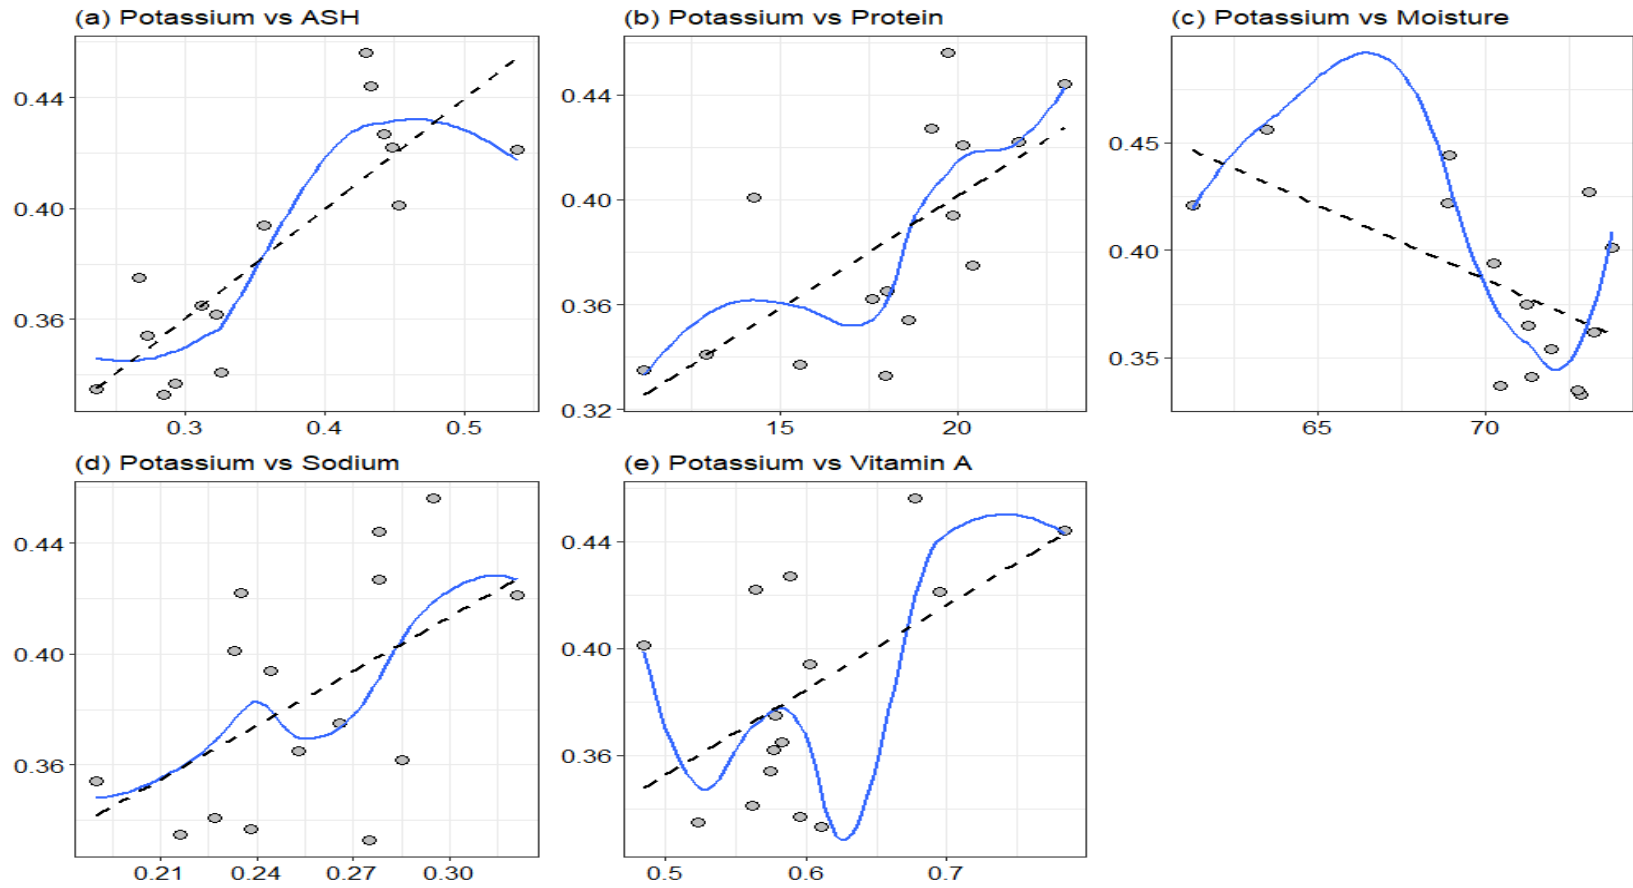 (a) Potassium vs ASH
0.44
0.40
0.36
0.3 0.4 0.5
(b) Potassium vs Protein
0.44
0.40
0.36
0.32
15 20
(c) Potassium vs Moisture
0.45
0.40
0.35
65 70
(d) Potassium vs Sodium
0.44
0.40
0.36
0.21 0.24 0.27 0.30
(e) Potassium vs Vitamin A
0.44
0.40
0.36
0.5 0.6 0.7